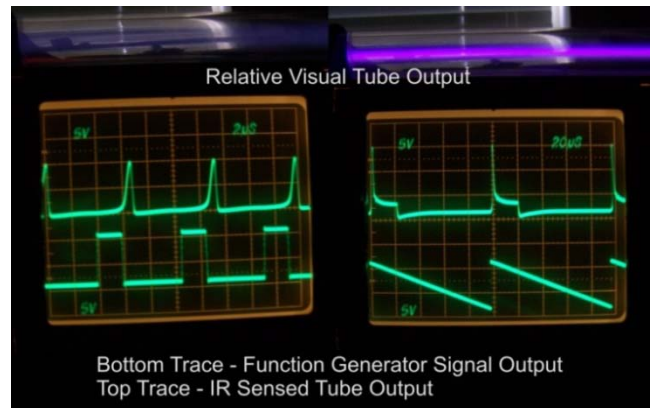 Relative Visual Tube Output
5V 2µS
5V 20µS
5V
5V
Bottom Trace - Function Generator Signal Output
Top Trace - IR Sensed Tube Output